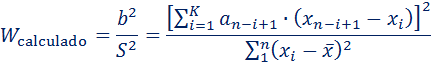 W_calculado = b²/S² = [∑_{i=1}^{K} a_{n-i+1} · (x_{n-i+1} − x_i)]² / ∑_1^n (x_i − x̄)²